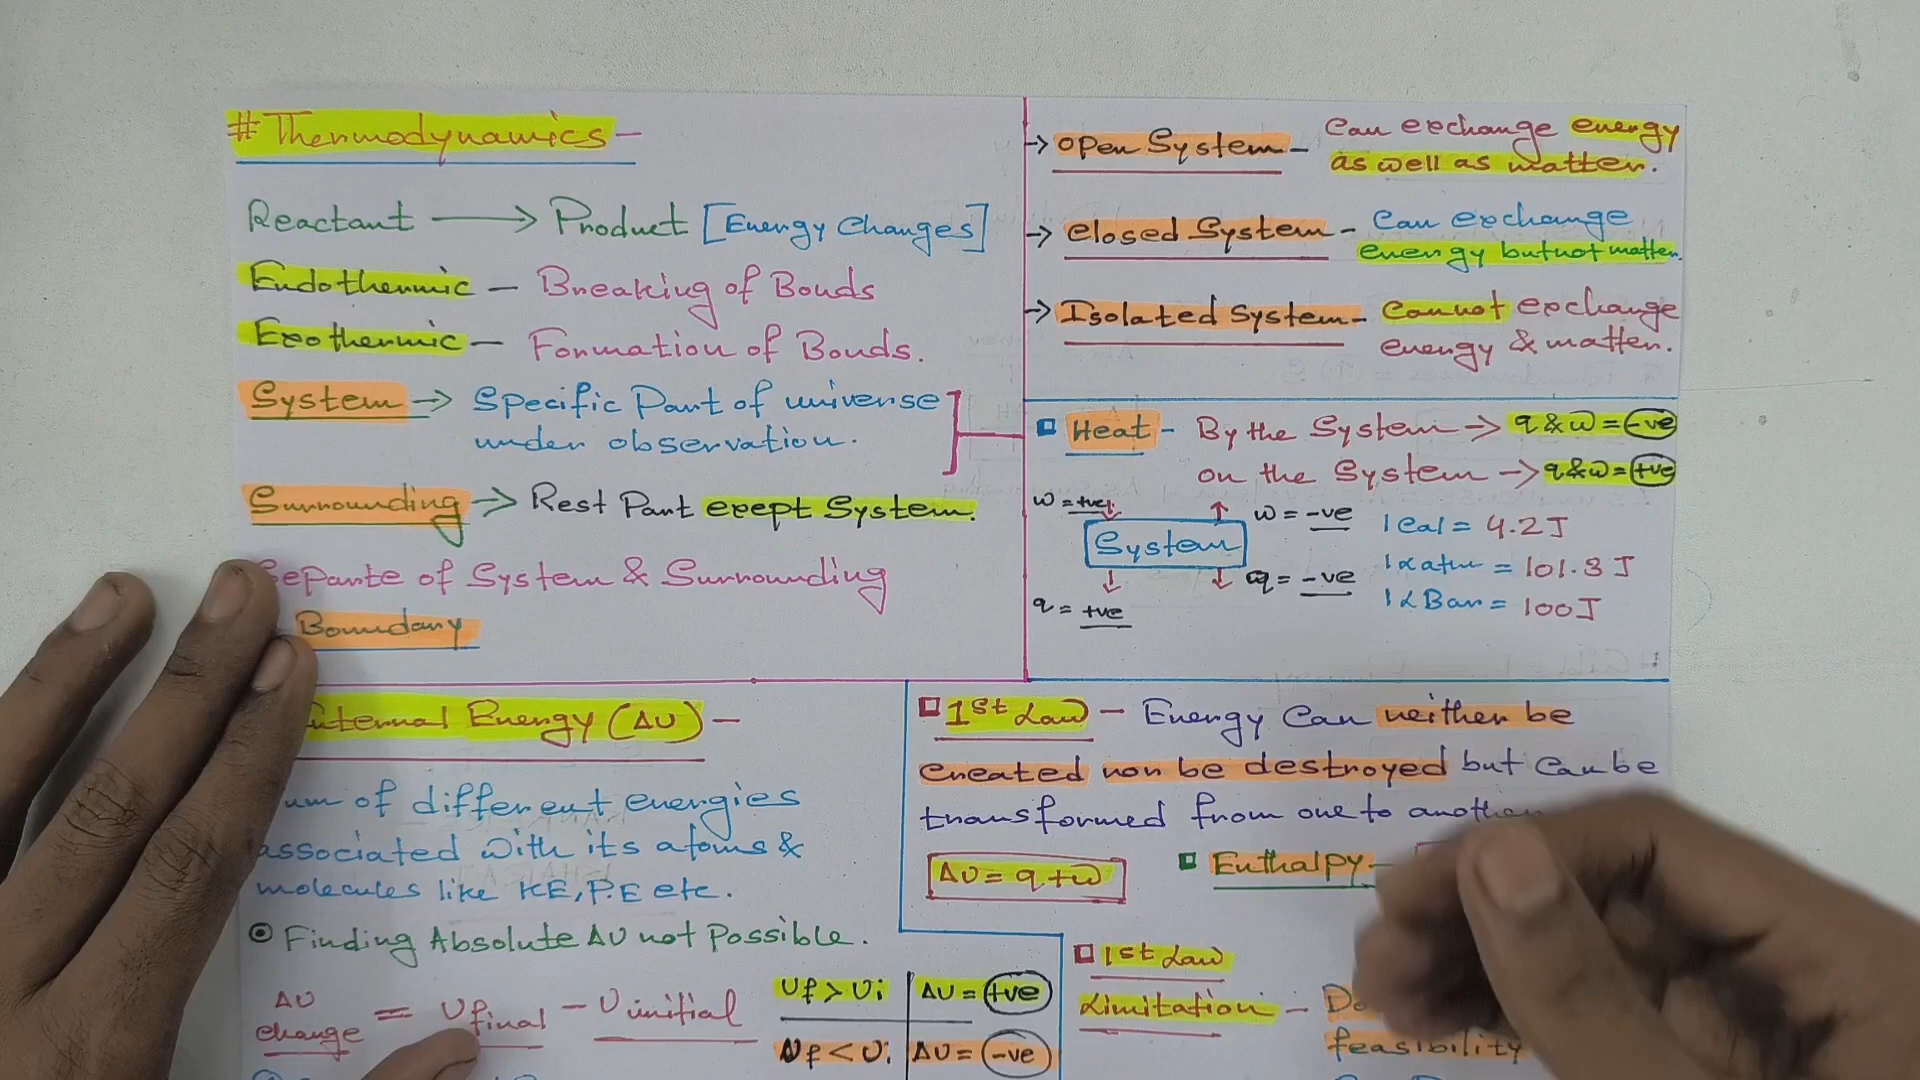 # Thermodynamics -
Reactant → Product [Energy Changes]
Endothermic - Breaking of Bonds
Exothermic - Formation of Bonds.
System → Specific Part of universe
under observation.
Surrounding → Rest Part exept System.
Separte of System & Surrounding
Boundary
→ Open System - Can exchange energy
as well as matter.
→ Closed System - Can exchange
energy but not matter.
→ Isolated System - Cannot exchange
energy & matter.
Heat - By the System → q & w = -ve
on the System → q & w = +ve
w = +ve
w = -ve
System
q = +ve
q = -ve
1 Cal = 4.2 J
1 L atm = 101.3 J
1 L Bar = 100 J
Internal Energy (ΔU) -
um of different energies
associated with its atoms &
molecules like KE, P.E etc.
Finding Absolute ΔU not Possible.
ΔU
change = U final - U initial
Uf > Ui | ΔU = +ve
Uf < Ui | ΔU = -ve
1st Law - Energy Can neither be
created nor be destroyed but can be
transformed from one to another
ΔU = q + w
Enthalpy -
1st Law
Limitation -
feasibility